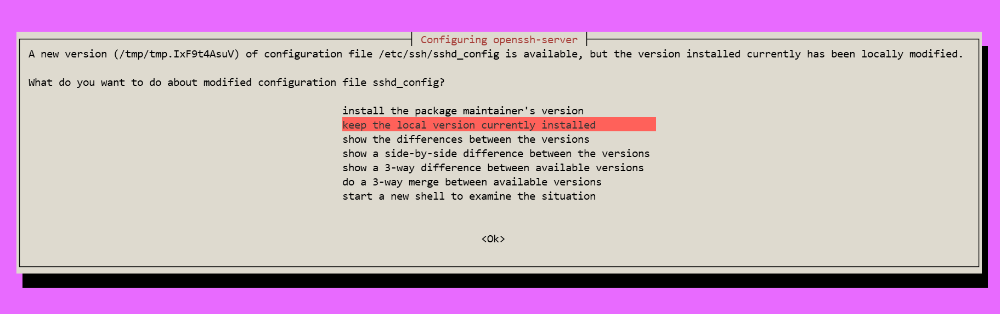 Configuring openssh-server
A new version (/tmp/tmp.IxF9t4AsuV) of configuration file /etc/ssh/sshd_config is available, but the version installed currently has been locally modified.
What do you want to do about modified configuration file sshd_config?
install the package maintainer's version
keep the local version currently installed
show the differences between the versions
show a side-by-side difference between the versions
show a 3-way difference between available versions
do a 3-way merge between available versions
start a new shell to examine the situation
<Ok>